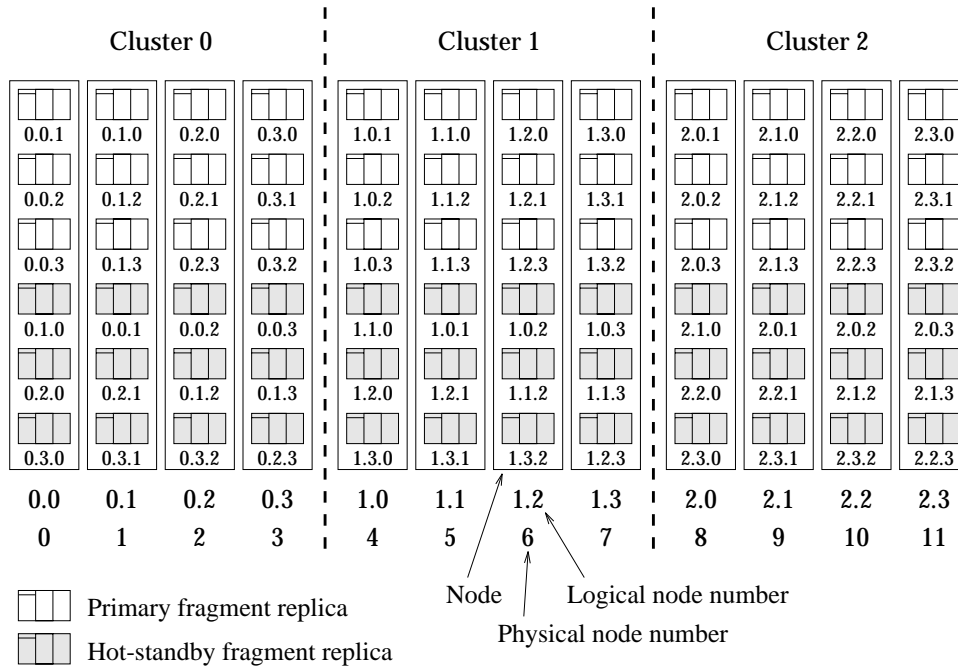 Cluster 0 Cluster 1 Cluster 2
0.0.1 0.1.0 0.2.0 0.3.0 1.0.1 1.1.0 1.2.0 1.3.0 2.0.1 2.1.0 2.2.0 2.3.0
0.0.2 0.1.2 0.2.1 0.3.1 1.0.2 1.1.2 1.2.1 1.3.1 2.0.2 2.1.2 2.2.1 2.3.1
0.0.3 0.1.3 0.2.3 0.3.2 1.0.3 1.1.3 1.2.3 1.3.2 2.0.3 2.1.3 2.2.3 2.3.2
0.1.0 0.0.1 0.0.2 0.0.3 1.1.0 1.0.1 1.0.2 1.0.3 2.1.0 2.0.1 2.0.2 2.0.3
0.2.0 0.2.1 0.1.2 0.1.3 1.2.0 1.2.1 1.1.2 1.1.3 2.2.0 2.2.1 2.1.2 2.1.3
0.3.0 0.3.1 0.3.2 0.2.3 1.3.0 1.3.1 1.3.2 1.2.3 2.3.0 2.3.1 2.3.2 2.2.3
0.0 0.1 0.2 0.3 1.0 1.1 1.2 1.3 2.0 2.1 2.2 2.3
0 1 2 3 4 5 6 7 8 9 10 11
Node Logical node number
Physical node number
Primary fragment replica
Hot-standby fragment replica